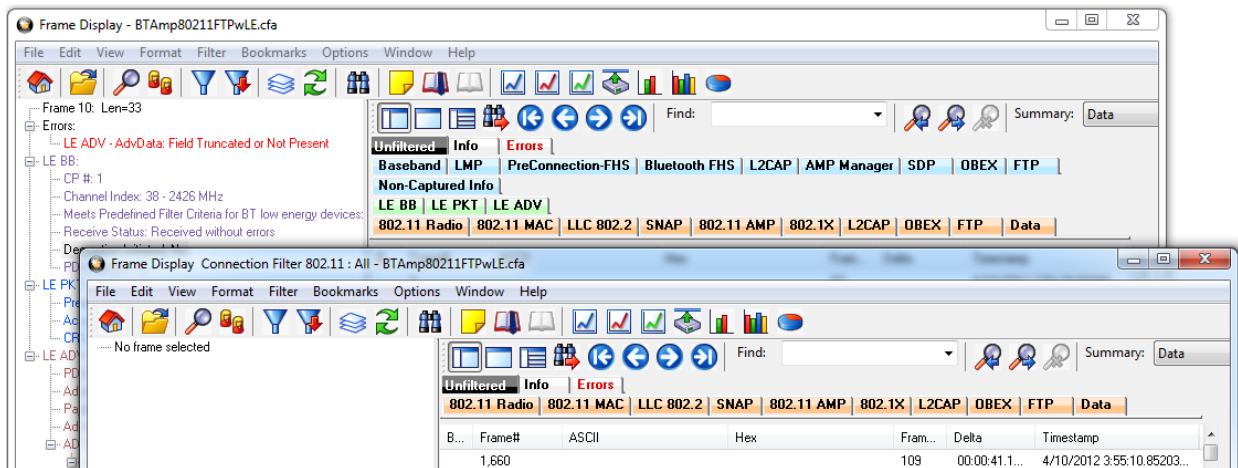 Frame Display - BTAmp80211FTPwLE.cfa
File Edit View Format Filter Bookmarks Options Window Help
Frame 10: Len=33
Errors:
LE ADV - AdvData: Field Truncated or Not Present
LE BB:
CP #: 1
Channel Index: 38 - 2426 MHz
Meets Predefined Filter Criteria for BT low energy devices:
Receive Status: Received without errors
PD
LE PKT
Pre
CR
LE ADV
PD
Ad
Pa
Ad
AD
Find:
Summary: Data
Unfiltered Info Errors
Baseband LMP PreConnection-FHS Bluetooth FHS L2CAP AMP Manager SDP OBEX FTP
Non-Captured Info
LE BB LE PKT LE ADV
802.11 Radio 802.11 MAC LLC 802.2 SNAP 802.11 AMP 802.1X L2CAP OBEX FTP Data
Frame Display Connection Filter 802.11 : All - BTAmp80211FTPwLE.cfa
File Edit View Format Filter Bookmarks Options Window Help
No frame selected
Find:
Summary: Data
Unfiltered Info Errors
802.11 Radio 802.11 MAC LLC 802.2 SNAP 802.11 AMP 802.1X L2CAP OBEX FTP Data
B... Frame# ASCII Hex Fram... Delta Timestamp
1,660 109 00:00:41.1... 4/10/2012 3:55:10.85203...